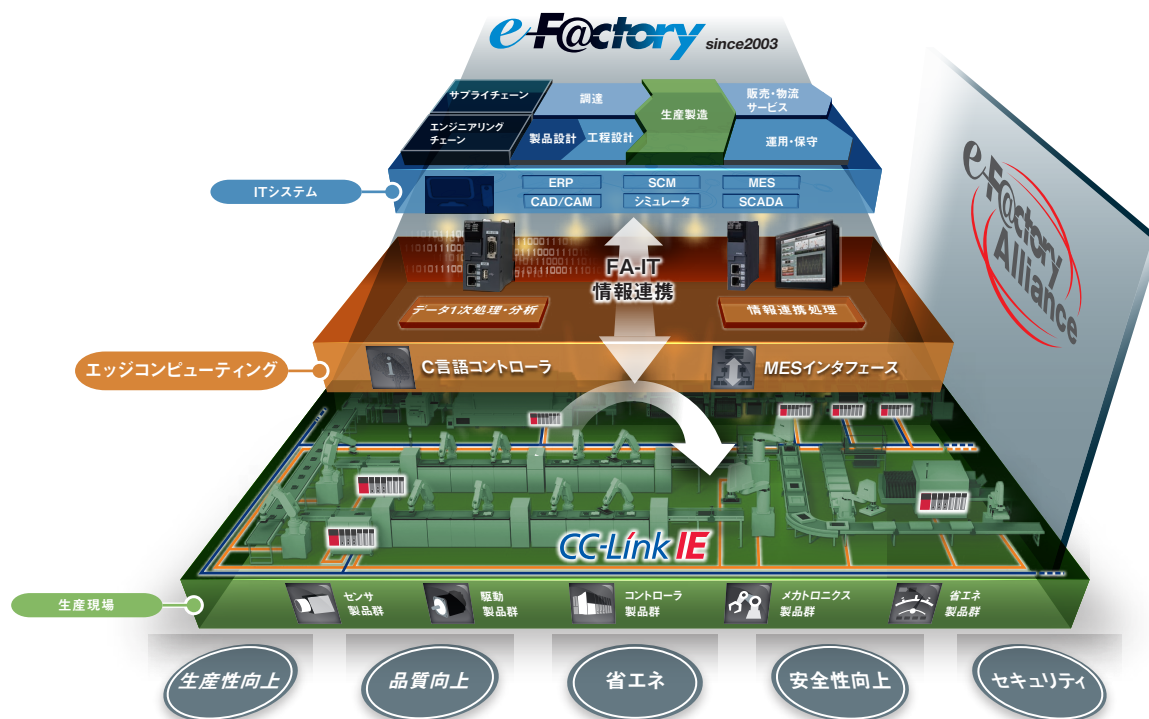 e-F@ctory since2003
サプライチェーン
調達
生産製造
販売・物流
サービス
エンジニアリング
チェーン
製品設計
工程設計
運用・保守
ITシステム
ERP
SCM
MES
CAD/CAM
シミュレータ
SCADA
e-F@ctory
Alliance
FA-IT
情報連携
データ1次処理・分析
情報連携処理
エッジコンピューティング
C言語コントローラ
MESインタフェース
CC-Link IE
生産現場
センサ
製品群
駆動
製品群
コントローラ
製品群
メカトロニクス
製品群
省エネ
製品群
生産性向上
品質向上
省エネ
安全性向上
セキュリティ